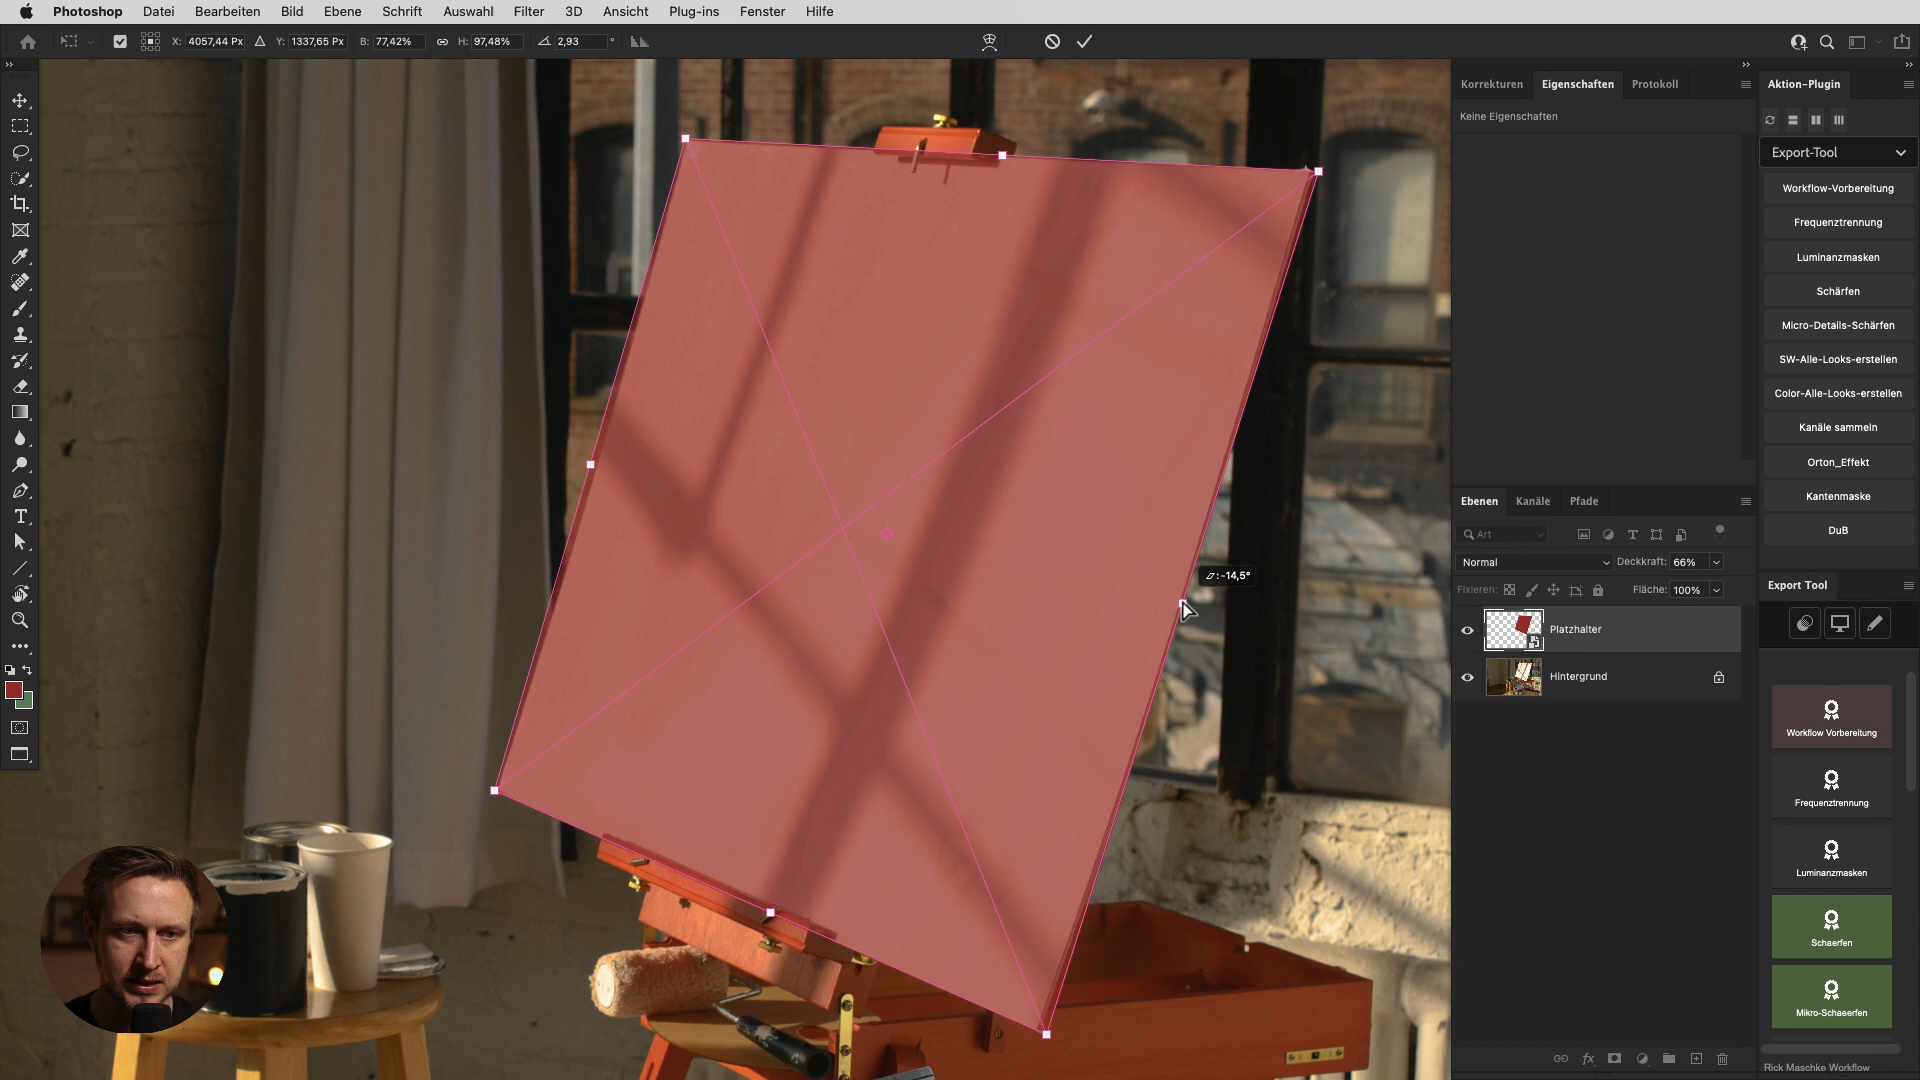 Photoshop Datei Bearbeiten Bild Ebene Schrift Auswahl Filter 3D Ansicht Plug-ins Fenster Hilfe
X: 4057,44 Px Y: 1337,65 Px B: 77,42% H: 97,48% 2,93 °
Korrekturen Eigenschaften Protokoll
Keine Eigenschaften
Aktion-Plugin
Export-Tool
Workflow-Vorbereitung
Frequenztrennung
Luminanzmasken
Schärfen
Micro-Details-Schärfen
SW-Alle-Looks-erstellen
Color-Alle-Looks-erstellen
Kanäle sammeln
Orton_Effekt
Kantenmaske
DuB
-14,5°
Ebenen Kanäle Pfade
Art
Normal Deckkraft: 66%
Fixieren: Fläche: 100%
Platzhalter
Hintergrund
Export Tool
Workflow Vorbereitung
Frequenztrennung
Luminanzmasken
Schaerfen
Mikro-Schaeerfen
Rick Maschke Workflow